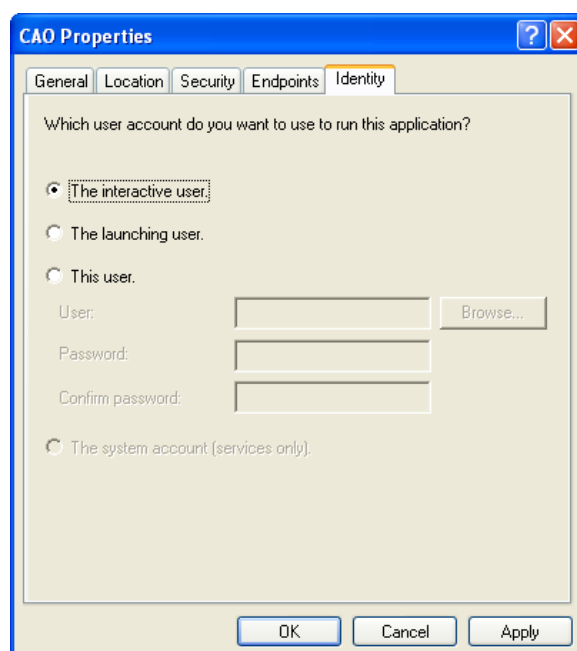 CAO Properties
General Location Security Endpoints Identity
Which user account do you want to use to run this application?
The interactive user.
The launching user.
This user.
User: Browse...
Password:
Confirm password:
The system account (services only).
OK Cancel Apply